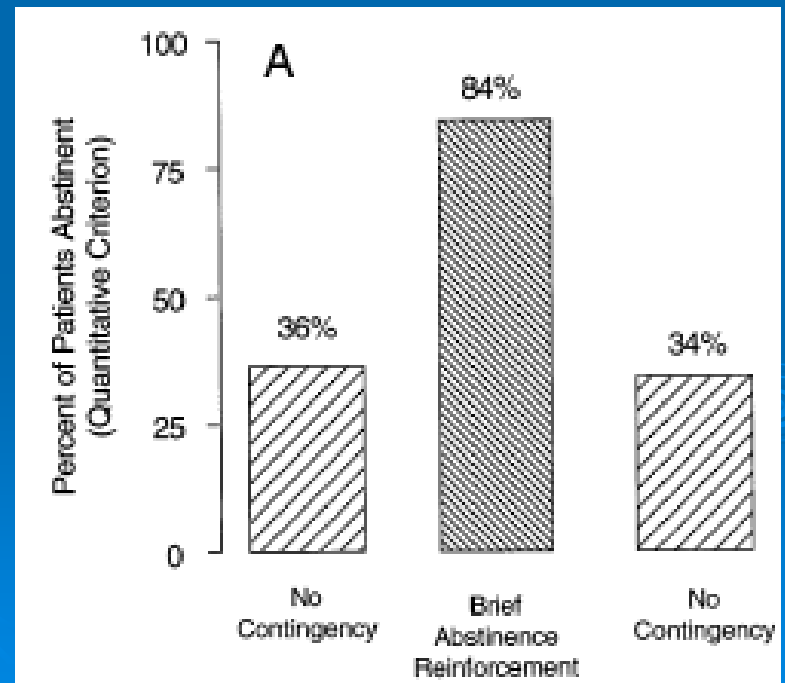 A
Percent of Patients Abstinent
(Quantitative Criterion)
100
75
50
25
0
36%
84%
34%
No
Contingency
Brief
Abstinence
Reinforcement
No
Contingency